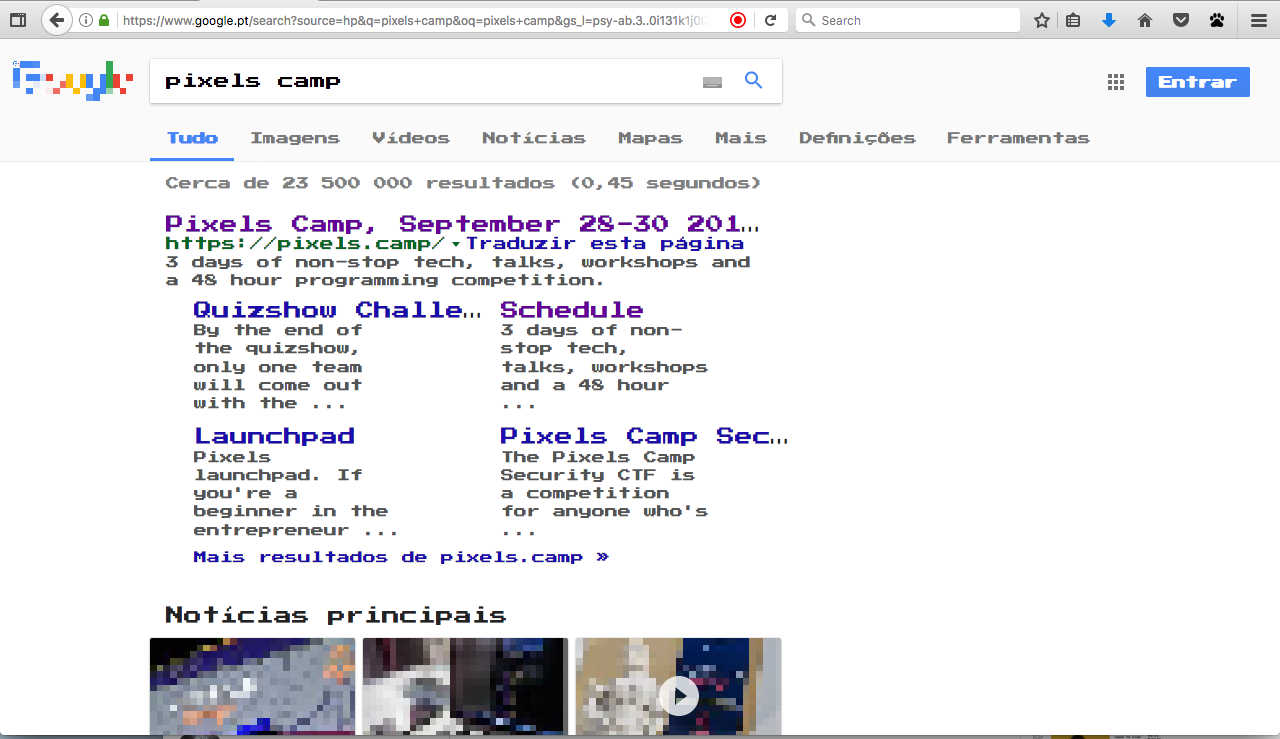 https://www.google.pt/search?source=hp&q=pixels+camp&oq=pixels+camp&gs_l=psy-ab.3..0i131k1j0l
Search
Google
pixels camp
Entrar
Tudo Imagens Vídeos Notícias Mapas Mais Definições Ferramentas
Cerca de 23 500 000 resultados (0,45 segundos)
Pixels Camp, September 28-30 201...
https://pixels.camp/ Traduzir esta página
3 days of non-stop tech, talks, workshops and
a 48 hour programming competition.
Quizshow Challe...
By the end of
the quizshow,
only one team
will come out
with the ...
Schedule
3 days of non-
stop tech,
talks, workshops
and a 48 hour
...
Launchpad
Pixels
launchpad. If
you're a
beginner in the
entrepreneur ...
Pixels Camp Sec...
The Pixels Camp
Security CTF is
a competition
for anyone who's
...
Mais resultados de pixels.camp »
Notícias principais